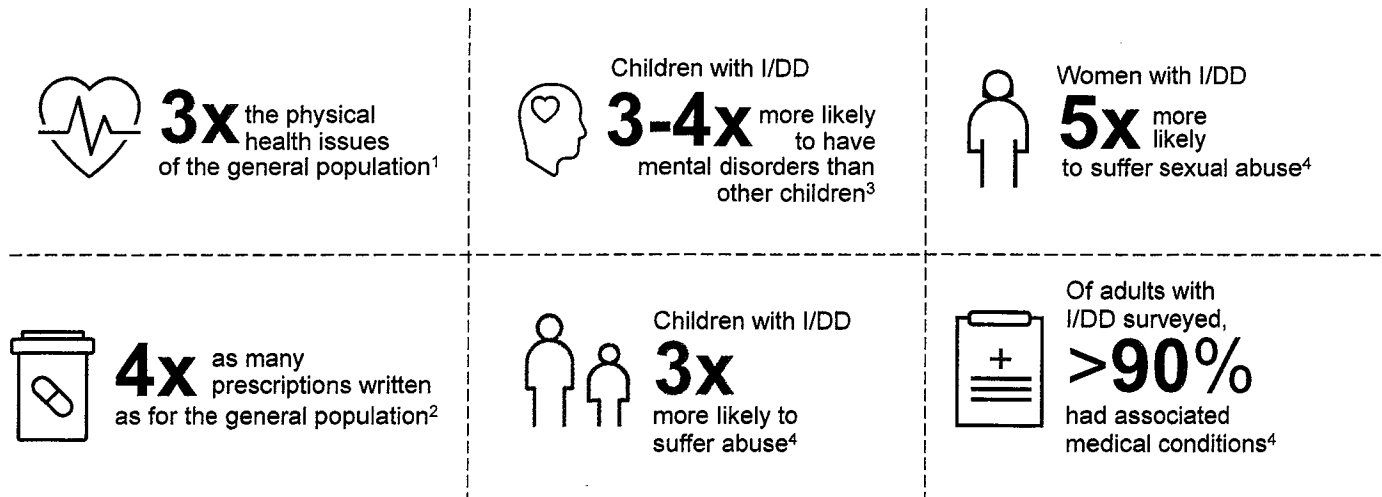 3x the physical
health issues
of the general population¹
Children with I/DD
3-4x more likely
to have
mental disorders than
other children³
Women with I/DD
5x more
likely
to suffer sexual abuse⁴
4x as many
prescriptions written
as for the general population²
Children with I/DD
3x
more likely to
suffer abuse⁴
Of adults with
I/DD surveyed,
>90%
had associated
medical conditions⁴